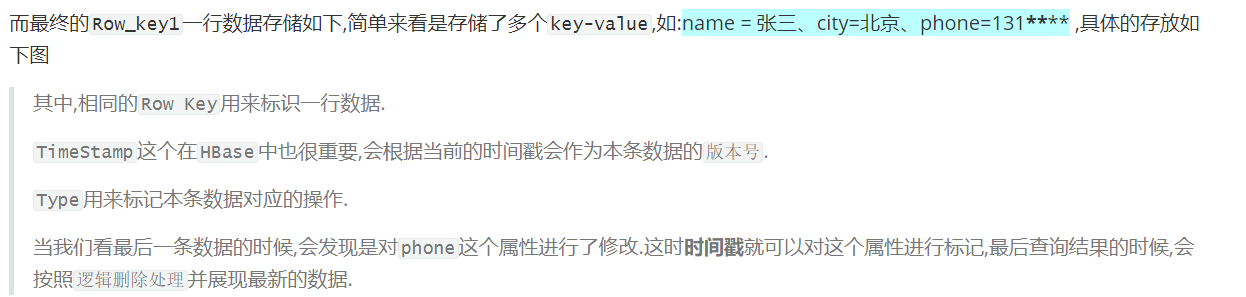 而最终的Row_key1一行数据存储如下,简单来看是存储了多个key-value,如:name = 张三、city=北京、phone=131**** ,具体的存放如
下图
其中,相同的Row Key用来标识一行数据.
TimeStamp这个在HBase中也很重要,会根据当前的时间戳会作为本条数据的版本号.
Type用来标记本条数据对应的操作.
当我们看最后一条数据的时候,会发现是对phone这个属性进行了修改.这时时间戳就可以对这个属性进行标记,最后查询结果的时候,会
按照逻辑删除处理并展现最新的数据.